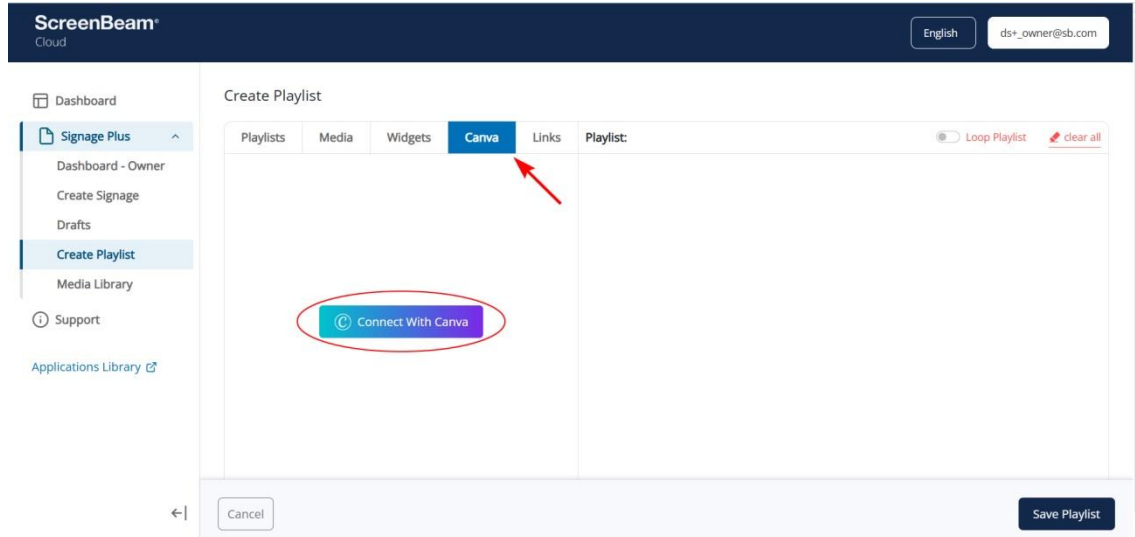 ScreenBeam®
Cloud
English
ds+_owner@sb.com
Dashboard
Signage Plus
Dashboard - Owner
Create Signage
Drafts
Create Playlist
Media Library
Support
Applications Library
Create Playlist
Playlists Media Widgets Canva Links
Playlist: Loop Playlist clear all
© Connect With Canva
Cancel
Save Playlist